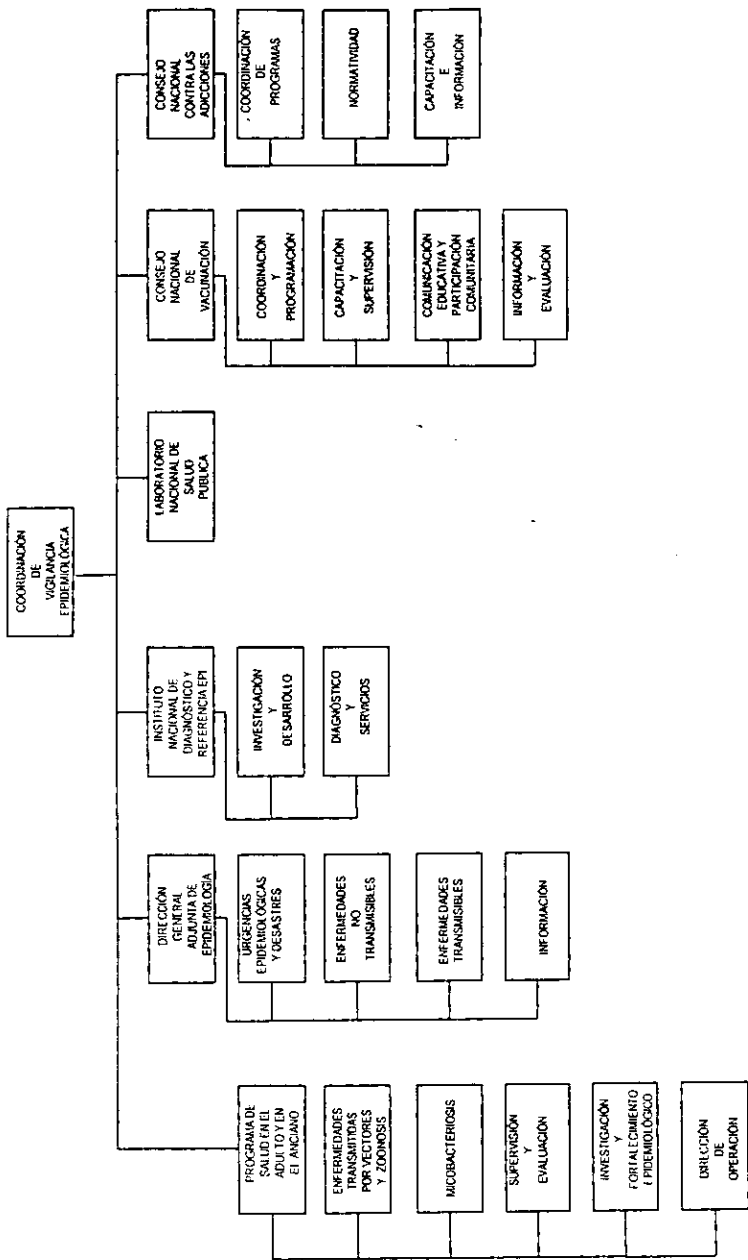 COORDINACIÓN
DE
VIGILANCIA
EPIDEMIOLÓGICA
PROGRAMA DE
SALUD EN EL
ADULTO Y EN
EL ANCIANO
ENFERMEDADES
TRANSMITIDAS
POR VECTORES
Y ZOONOSIS
MICOBACTERIOSIS
SUPERVISIÓN
Y
EVALUACIÓN
INVESTIGACIÓN
Y
FORTALECIMIENTO
EPIDEMIOLÓGICO
DIRECCIÓN
DE
OPERACIÓN
DIRECCIÓN
GENERAL
ADJUNTA DE
EPIDEMIOLOGÍA
URGENCIAS
EPIDEMIOLÓGICAS
Y DESASTRES
ENFERMEDADES
NO
TRANSMISIBLES
ENFERMEDADES
TRANSMISIBLES
INFORMACIÓN
INSTITUTO
NACIONAL DE
DIAGNÓSTICO Y
REFERENCIA EPI
INVESTIGACIÓN
Y
DESARROLLO
DIAGNÓSTICO
Y
SERVICIOS
LABORATORIO
NACIONAL DE
SALUD
PUBLICA
CONSEJO
NACIONAL
DE
VACUNACIÓN
COORDINACIÓN
Y
PROGRAMACIÓN
CAPACITACIÓN
Y
SUPERVISIÓN
COMUNICACIÓN
EDUCATIVA Y
PARTICIPACIÓN
COMUNITARIA
INFORMACIÓN
Y
EVALUACIÓN
CONSEJO
NACIONAL
CONTRA LAS
ADICCIONES
COORDINACIÓN
DE
PROGRAMAS
NORMATIVIDAD
CAPACITACIÓN
E
INFORMACIÓN